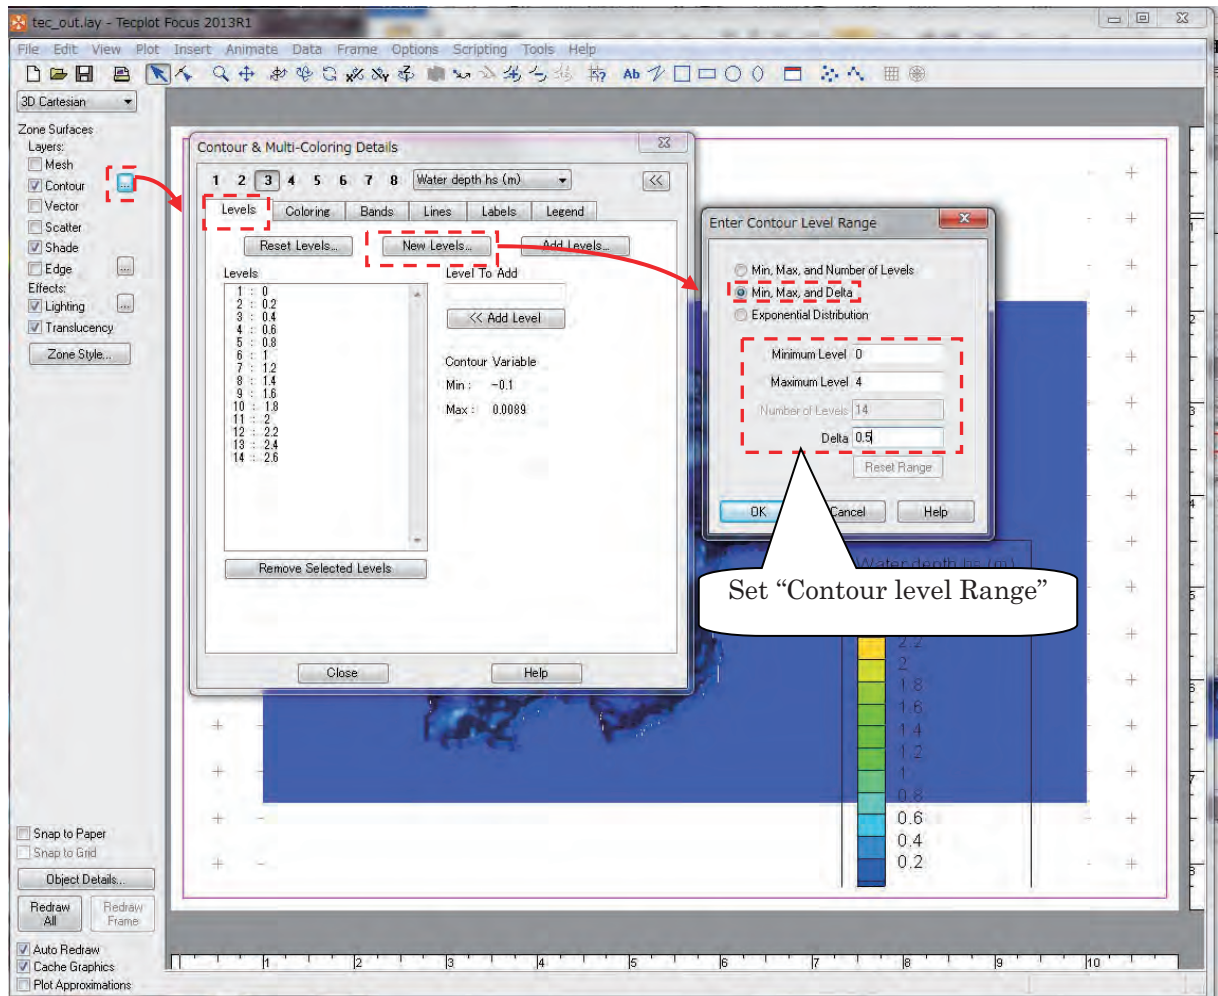 tec_out.lay - Tecplot Focus 2013R1
File Edit View Plot Insert Animate Data Frame Options Scripting Tools Help
Ab
3D Cartesian
Zone Surfaces
Layers:
Mesh
Contour
Vector
Scatter
Shade
Edge
Effects:
Lighting
Translucency
Zone Style...
Snap to Paper
Snap to Grid
Object Details...
Redraw All
Redraw Frame
Auto Redraw
Cache Graphics
Plot Approximations
Contour & Multi-Coloring Details
1 2 3 4 5 6 7 8 Water depth hs (m) <<
Levels Coloring Bands Lines Labels Legend
Reset Levels... New Levels... Add Levels...
Levels
1 : 0
2 : 0.2
3 : 0.4
4 : 0.6
5 : 0.8
6 : 1
7 : 1.2
8 : 1.4
9 : 1.6
10 : 1.8
11 : 2
12 : 2.2
13 : 2.4
14 : 2.6
Remove Selected Levels
Level To Add
<< Add Level
Contour Variable
Min : -0.1
Max : 0.0089
Close Help
Enter Contour Level Range
Min, Max, and Number of Levels
Min, Max, and Delta
Exponential Distribution
Minimum Level 0
Maximum Level 4
Number of Levels 14
Delta 0.5
Reset Range
OK Cancel Help
Set “Contour level Range”
Water depth hs (m)
2.2
2
1.8
1.6
1.4
1.2
1
0.8
0.6
0.4
0.2
1 2 3 4 5 6 7 8 9 10
1
2
3
4
5
6
7
8